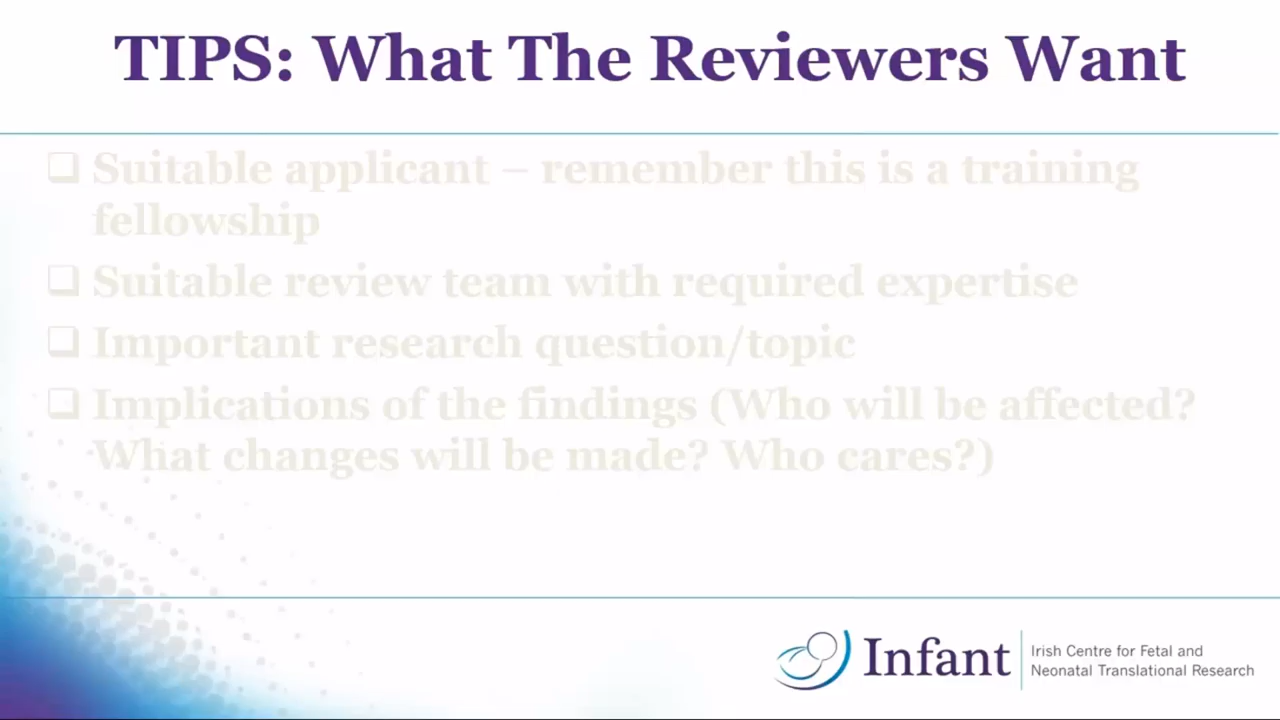 TIPS: What The Reviewers Want
❑ Suitable applicant – remember this is a training
fellowship
❑ Suitable review team with required expertise
❑ Important research question/topic
❑ Implications of the findings (Who will be affected?
What changes will be made? Who cares?)
Infant
Irish Centre for Fetal and
Neonatal Translational Research